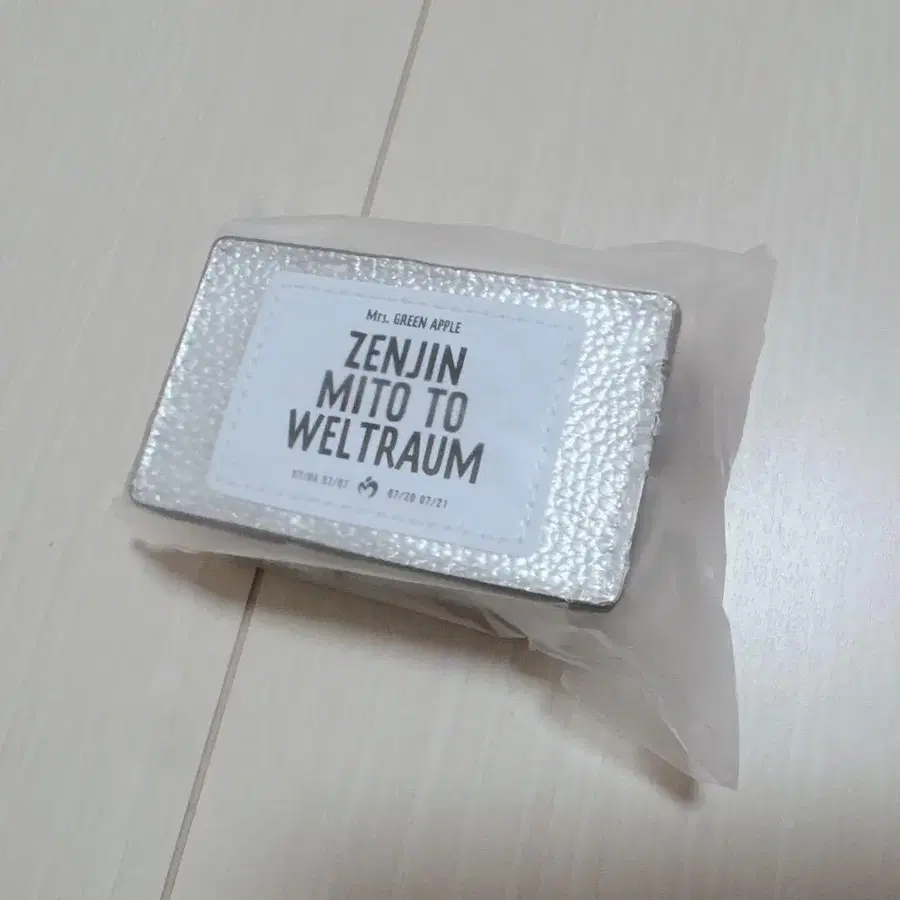 Mrs. GREEN APPLE
ZENJIN
MITO TO
WELTRAUM
07/06 07/07 07/20 07/21